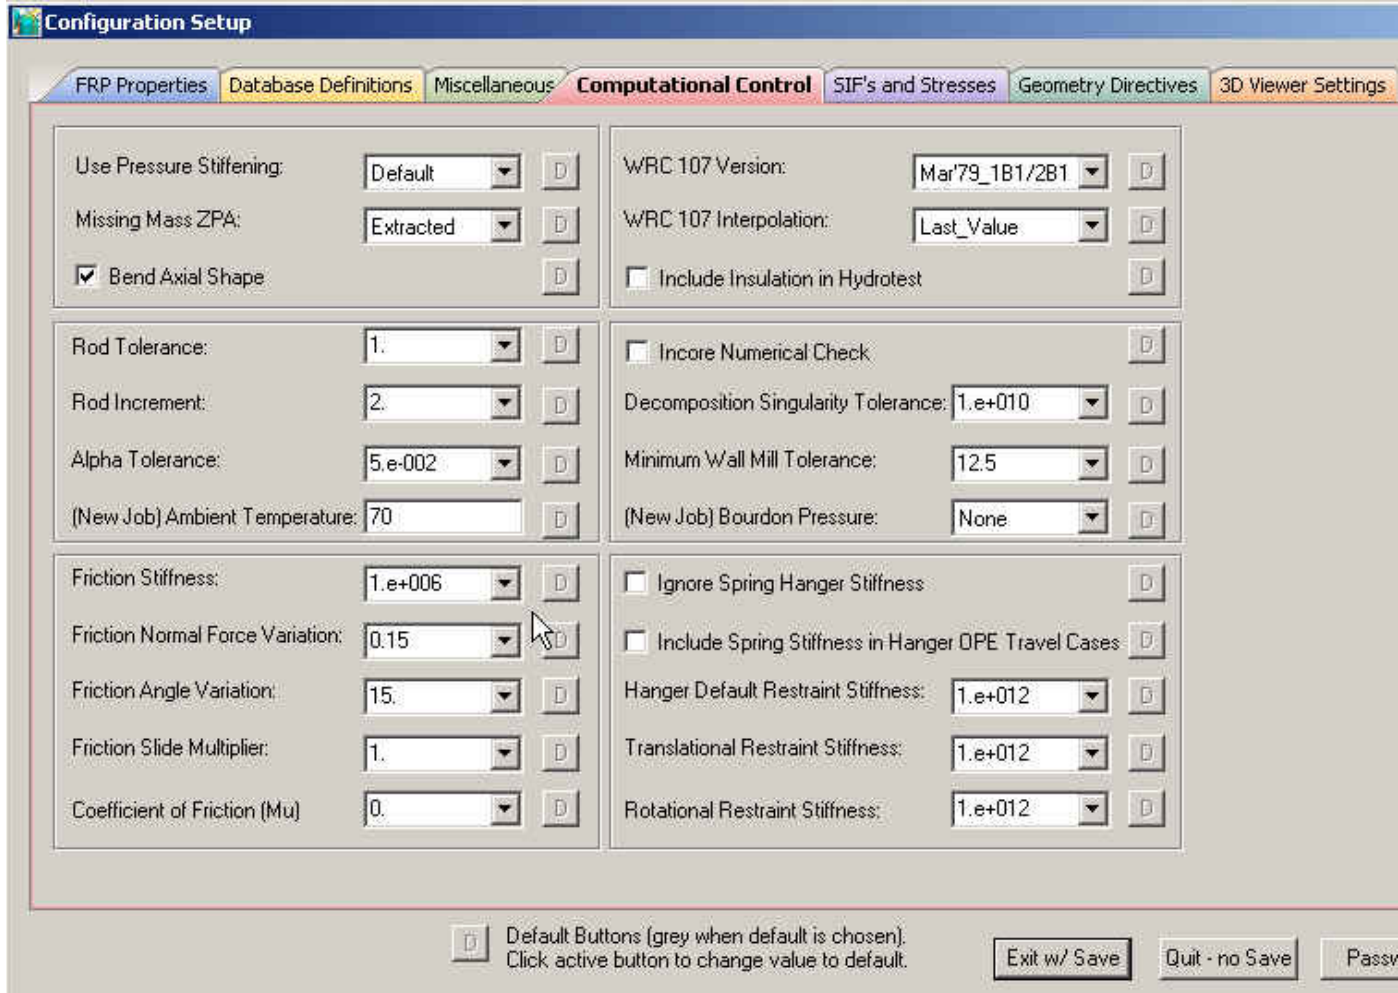 Configuration Setup
FRP Properties Database Definitions Miscellaneous Computational Control SIF's and Stresses Geometry Directives 3D Viewer Settings
Use Pressure Stiffening: Default D
Missing Mass ZPA: Extracted D
Bend Axial Shape D
WRC 107 Version: Mar'79_1B1/2B1 D
WRC 107 Interpolation: Last_Value D
Include Insulation in Hydrotest D
Rod Tolerance: 1. D
Rod Increment: 2. D
Alpha Tolerance: 5.e-002 D
(New Job) Ambient Temperature: 70 D
Incore Numerical Check D
Decomposition Singularity Tolerance: 1.e+010 D
Minimum Wall Mill Tolerance: 12.5 D
(New Job) Bourdon Pressure: None D
Friction Stiffness: 1.e+006 D
Friction Normal Force Variation: 0.15 D
Friction Angle Variation: 15. D
Friction Slide Multiplier: 1. D
Coefficient of Friction (Mu) 0. D
Ignore Spring Hanger Stiffness D
Include Spring Stiffness in Hanger OPE Travel Cases D
Hanger Default Restraint Stiffness: 1.e+012 D
Translational Restraint Stiffness: 1.e+012 D
Rotational Restraint Stiffness: 1.e+012 D
D Default Buttons (grey when default is chosen).
Click active button to change value to default.
Exit w/ Save Quit - no Save